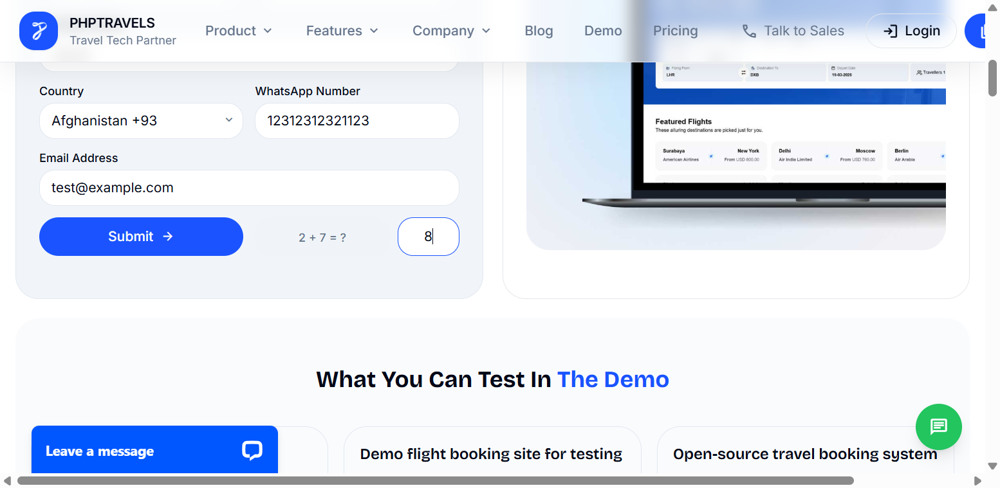 PHPTRAVELS
Travel Tech Partner
Product
Features
Company
Blog
Demo
Pricing
Talk to Sales
Login
Country
WhatsApp Number
Afghanistan +93
12312312321123
Email Address
test@example.com
Submit
2 + 7 = ?
8
Flying From
LHR
Destination To
DXB
Depart Date
19-03-2025
Travellers 1
Featured Flights
These alluring destinations are picked just for you.
Surabaya
New York
American Airlines
From USD 800.00
Delhi
Moscow
Air India Limited
From USD 760.00
Berlin
Air Arabia
What You Can Test In The Demo
Leave a message
Demo flight booking site for testing
Open-source travel booking system